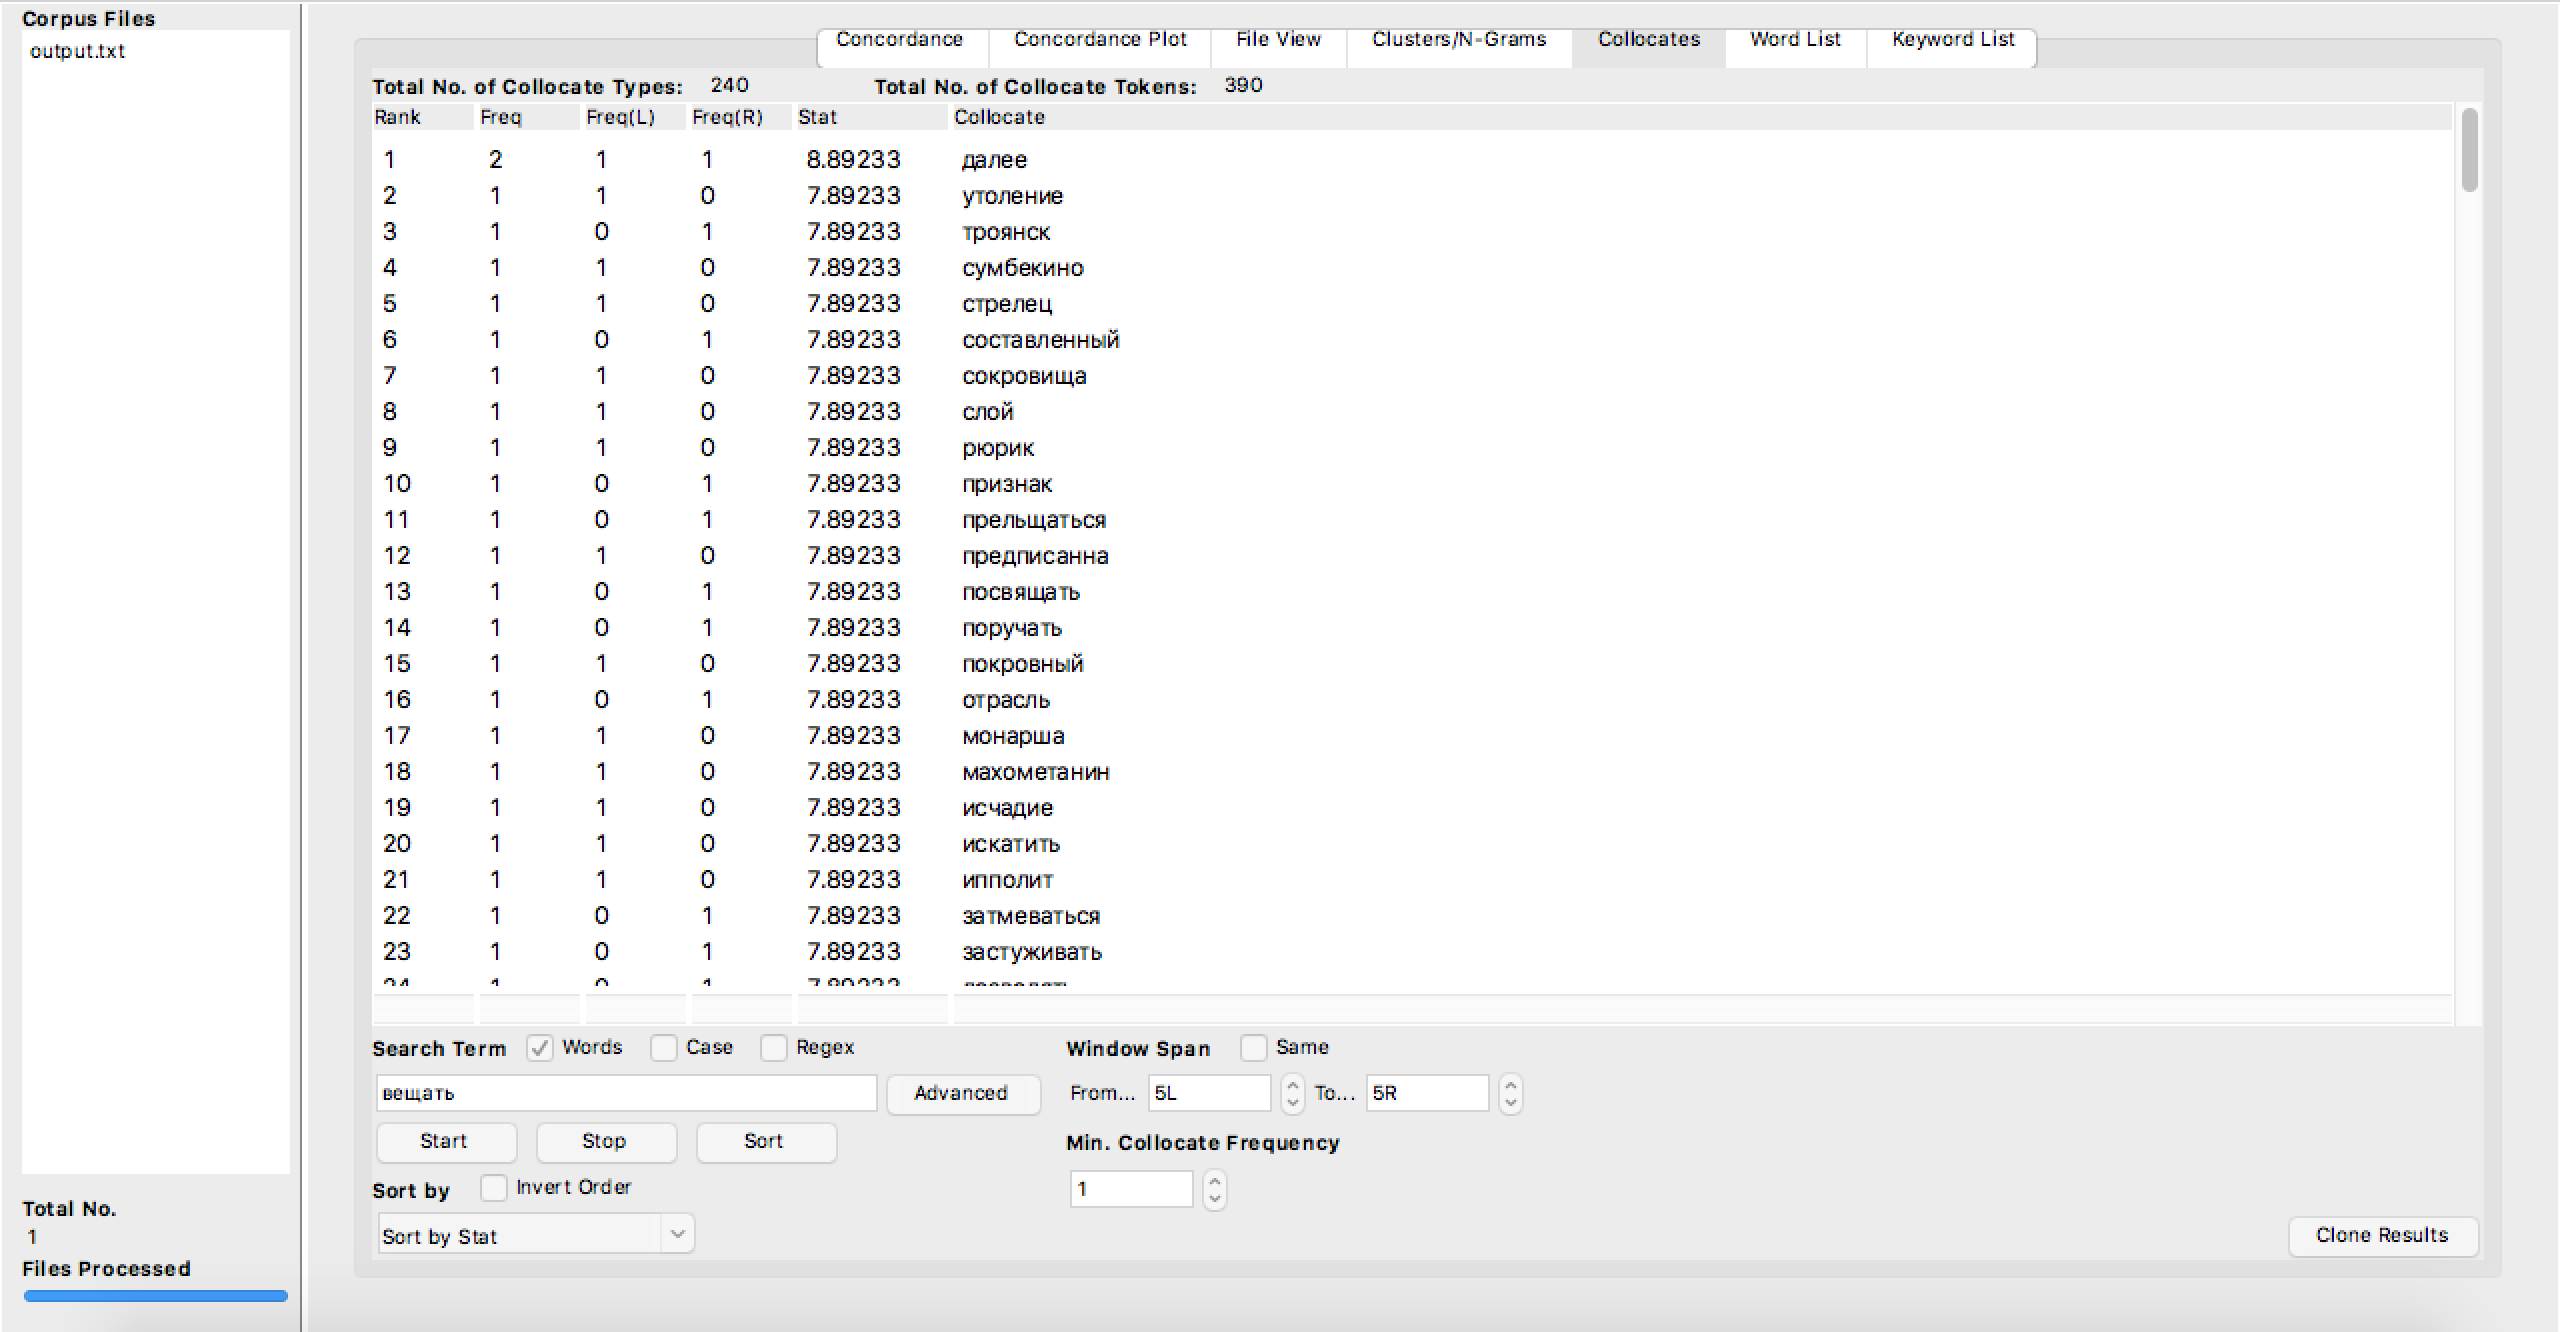 Corpus Files
output.txt
Concordance Concordance Plot File View Clusters/N-Grams Collocates Word List Keyword List
Total No. of Collocate Types: 240 Total No. of Collocate Tokens: 390
Rank Freq Freq(L) Freq(R) Stat Collocate
1 2 1 1 8.89233 далее
2 1 1 0 7.89233 утоление
3 1 0 1 7.89233 троянск
4 1 1 0 7.89233 сумбекино
5 1 1 0 7.89233 стрелец
6 1 0 1 7.89233 составленный
7 1 1 0 7.89233 сокровища
8 1 1 0 7.89233 слой
9 1 1 0 7.89233 рюрик
10 1 0 1 7.89233 признак
11 1 0 1 7.89233 прельщаться
12 1 1 0 7.89233 предписанна
13 1 0 1 7.89233 посвящать
14 1 0 1 7.89233 поручать
15 1 1 0 7.89233 покровный
16 1 0 1 7.89233 отрасль
17 1 1 0 7.89233 монарша
18 1 1 0 7.89233 махометанин
19 1 1 0 7.89233 исчадие
20 1 1 0 7.89233 искатить
21 1 1 0 7.89233 ипполит
22 1 0 1 7.89233 затмеваться
23 1 0 1 7.89233 застуживать
24 1 0 1 7.89233
Search Term Words Case Regex
вещать Advanced
Start Stop Sort
Sort by Invert Order
Sort by Stat
Window Span Same
From... 5L To... 5R
Min. Collocate Frequency
1
Clone Results
Total No.
1
Files Processed